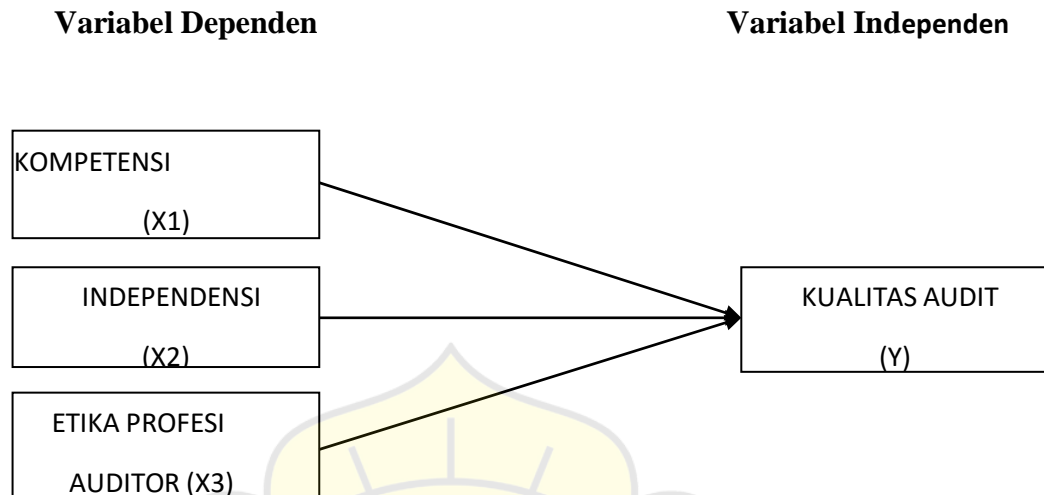 Variabel Dependen
Variabel Independen
KOMPETENSI
(X1)
INDEPENDENSI
(X2)
ETIKA PROFESI
AUDITOR (X3)
KUALITAS AUDIT
(Y)